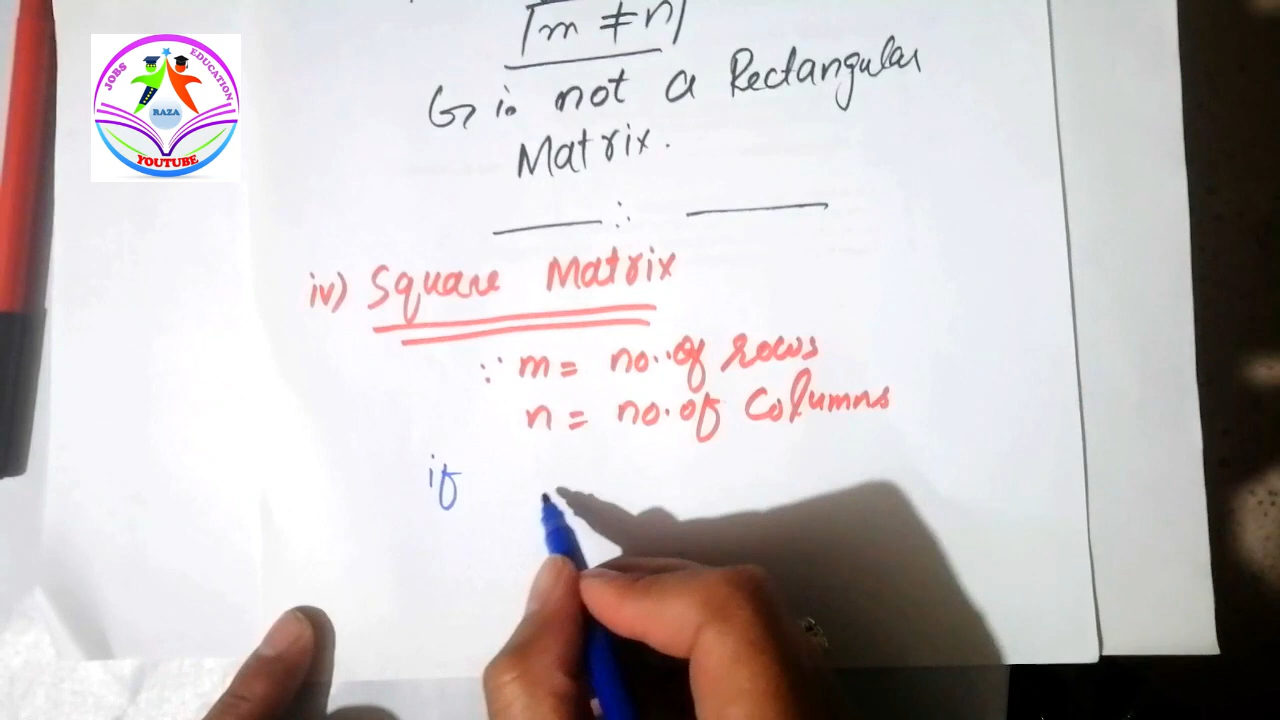 m ≠ n
G is not a Rectangular
Matrix.
iv) Square Matrix
∵ m = no. of rows
n = no. of Columns
if
JOBS
EDUCATION
RAZA
YOUTUBE